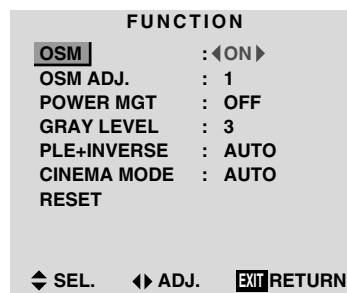 FUNCTION
OSM : ◀ON▶
OSM ADJ. : 1
POWER MGT : OFF
GRAY LEVEL : 3
PLE+INVERSE : AUTO
CINEMA MODE : AUTO
RESET
SEL. ADJ. EXIT RETURN